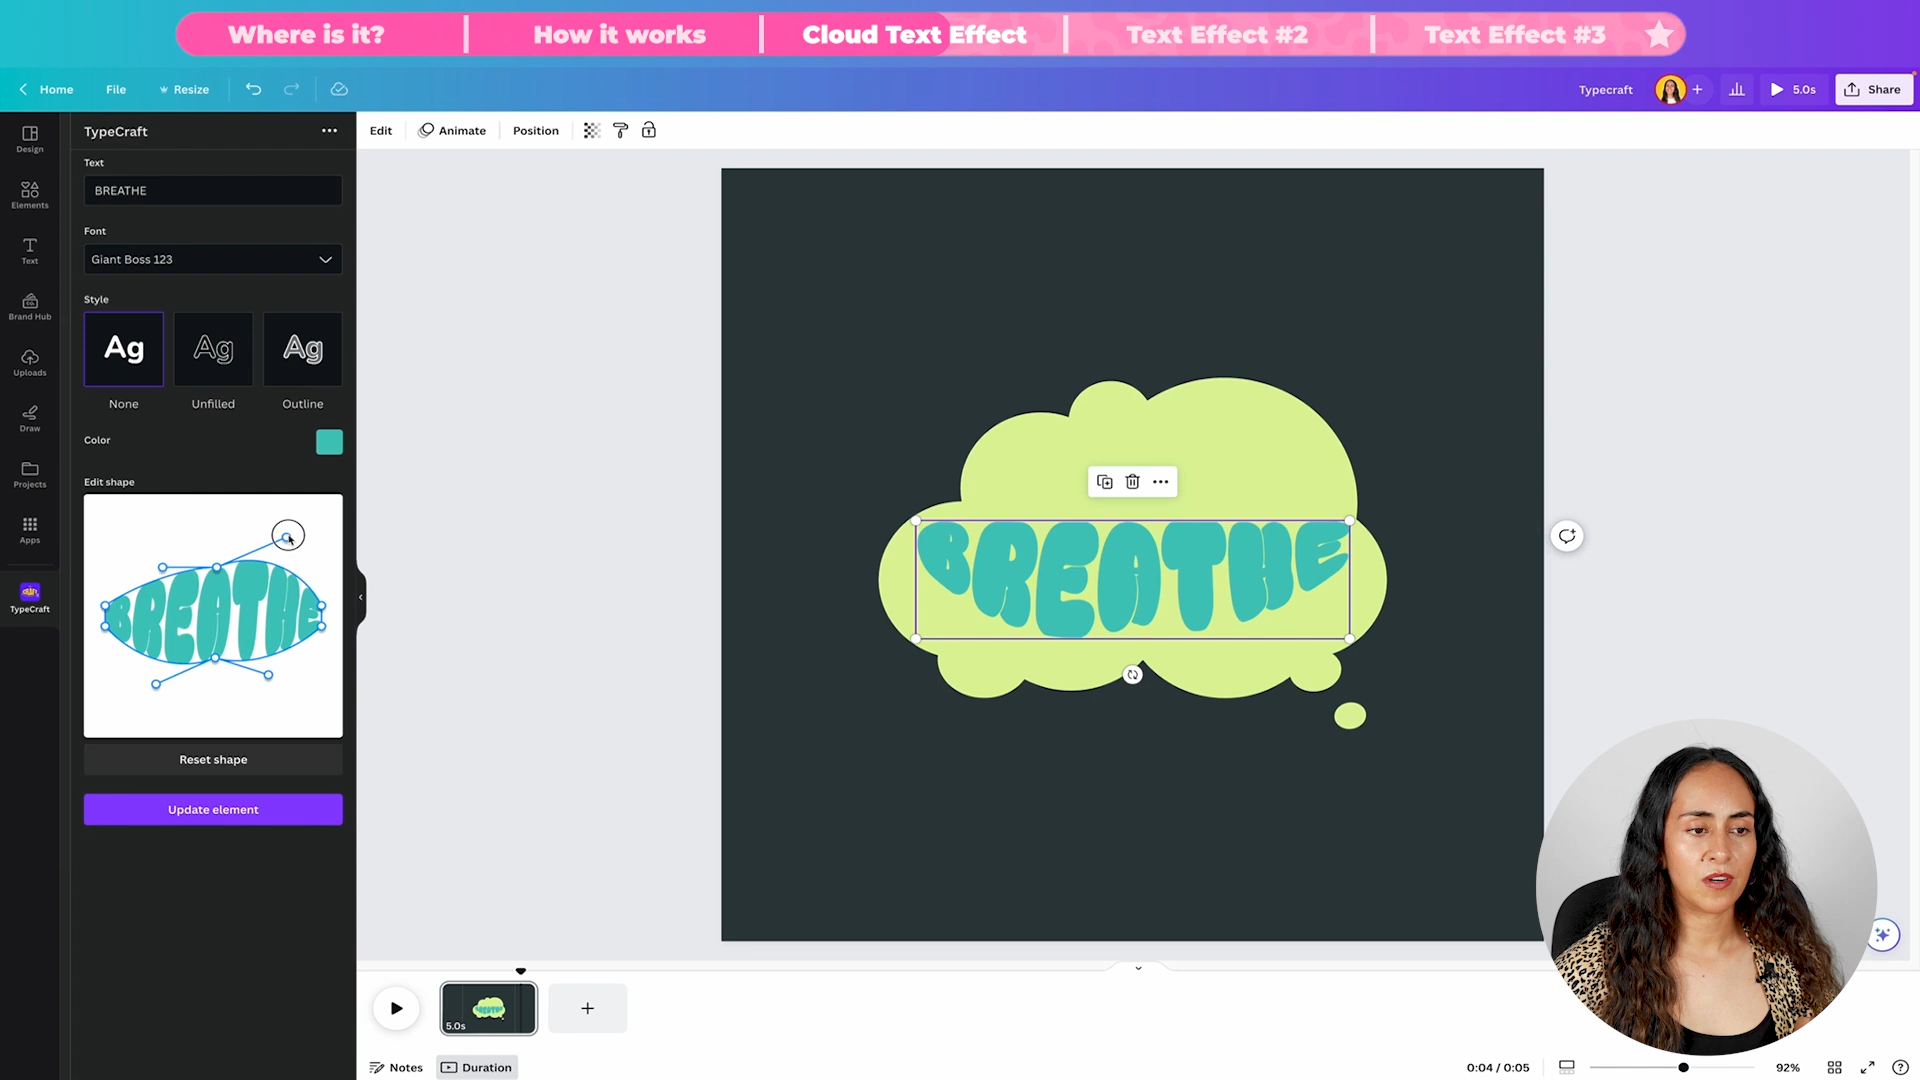 Where is it?
How it works
Cloud Text Effect
Text Effect #2
Text Effect #3
Home
File
Resize
Typecraft
5.0s
Share
Design
Elements
Text
Brand Hub
Uploads
Draw
Projects
Apps
TypeCraft
TypeCraft
Text
BREATHE
Font
Giant Boss 123
Style
Ag
Ag
Ag
None
Unfilled
Outline
Color
Edit shape
BREATHE
Reset shape
Update element
Edit
Animate
Position
BREATHE
BREATHE
5.0s
Notes
Duration
0:04 / 0:05
92%